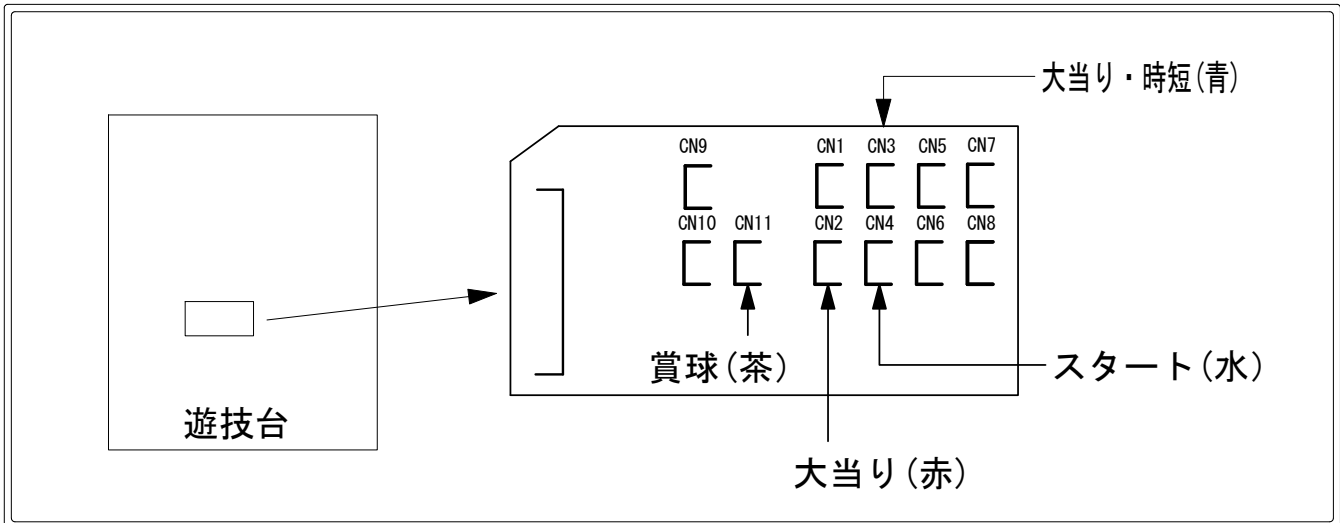 大当り・時短(青)
CN9
CN1
CN3
CN5
CN7
CN10
CN11
CN2
CN4
CN6
CN8
賞球(茶)
スタート(水)
遊技台
大当り(赤)